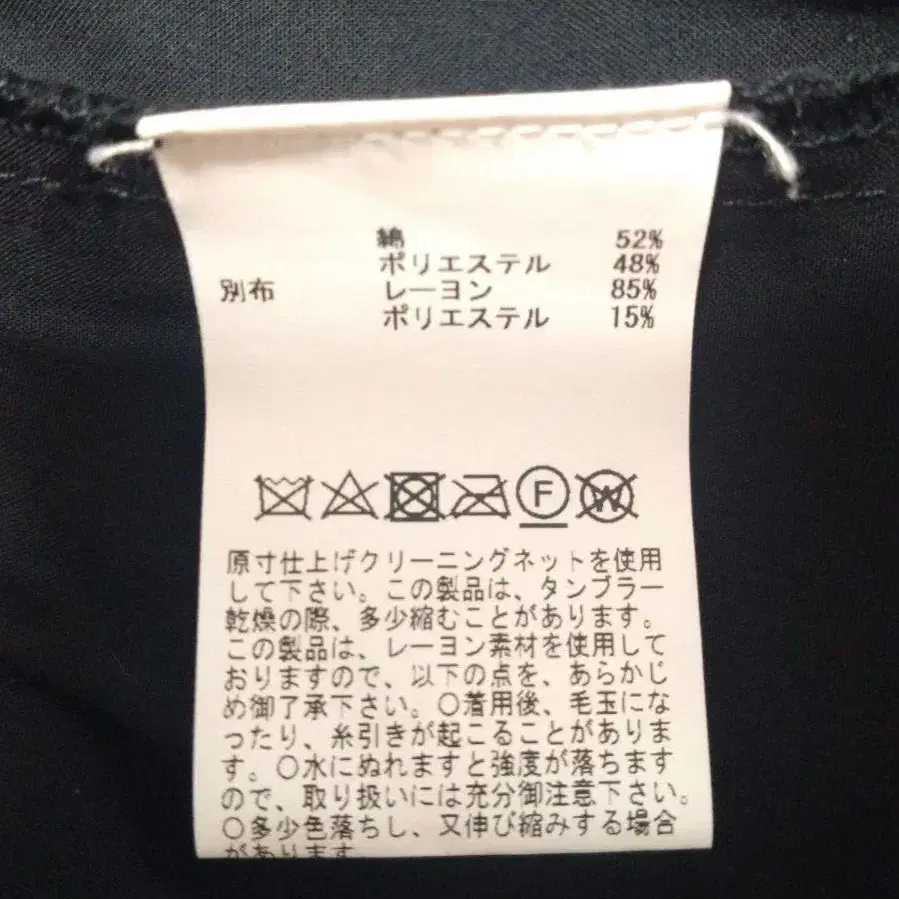 綿 52%
ポリエステル 48%
別布 レーヨン 85%
ポリエステル 15%
F W
原寸仕上げクリーニングネットを使用
して下さい。この製品は、タンブラー
乾燥の際、多少縮むことがあります。
この製品は、レーヨン素材を使用して
おりますので、以下の点を、あらかじ
め御了承下さい。○着用後、毛玉にな
ったり、糸引きが起こることがありま
す。○水にぬれますと強度が落ちます
ので、取り扱いには充分御注意下さい。
○多少色落ちし、又伸び縮みする場合
があります